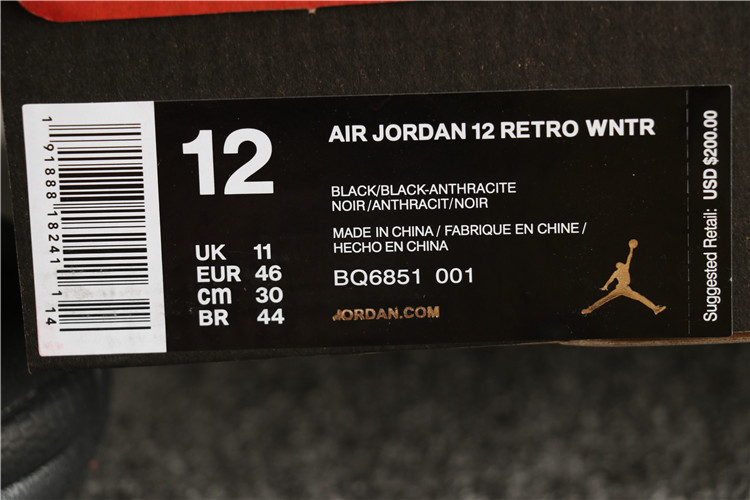 1 91888 18241 1 14
12
UK 11
EUR 46
cm 30
BR 44
AIR JORDAN 12 RETRO WNTR
BLACK/BLACK-ANTHRACITE
NOIR/ANTHRACIT/NOIR
MADE IN CHINA / FABRIQUE EN CHINE /
HECHO EN CHINA
BQ6851 001
JORDAN.COM
Suggested Retail: USD $200.00